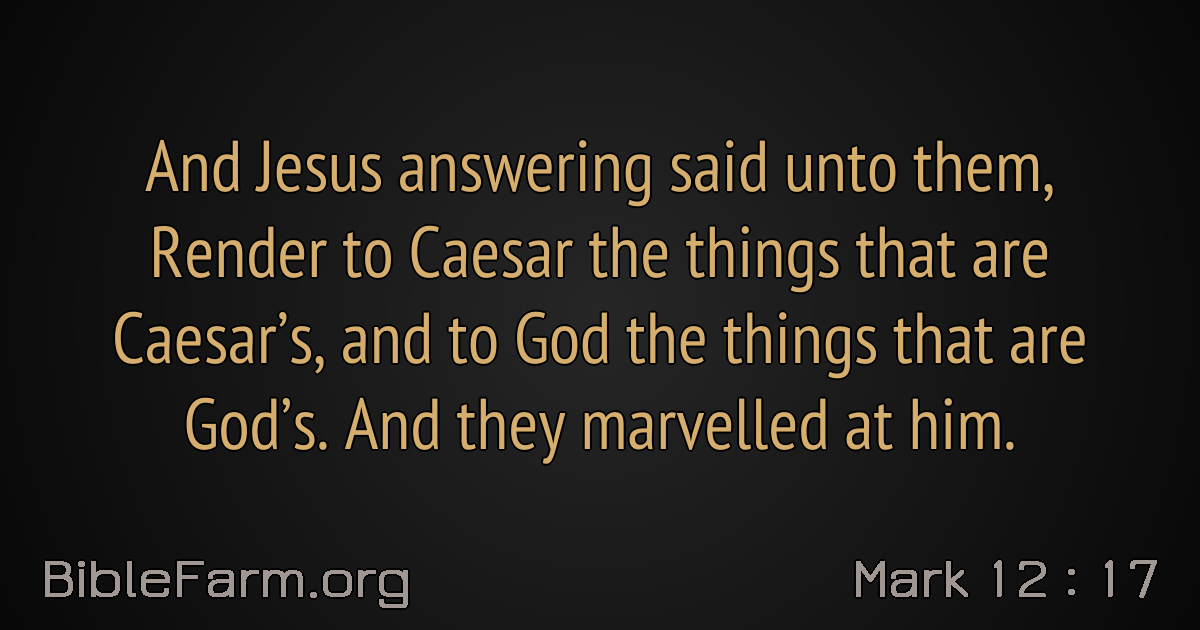 And Jesus answering said unto them,
Render to Caesar the things that are
Caesar’s, and to God the things that are
God’s. And they marvelled at him.
BibleFarm.org
Mark 12 : 17